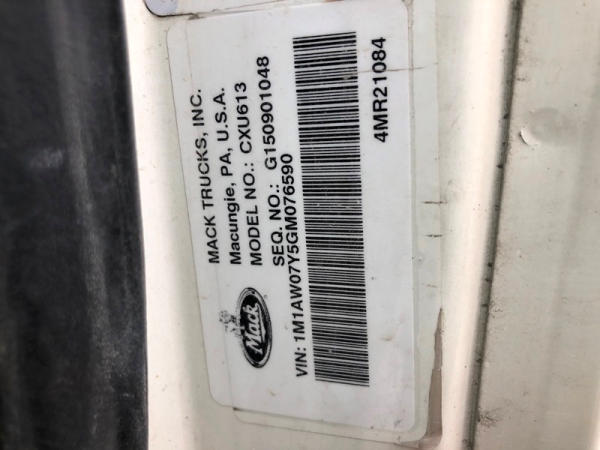 MACK TRUCKS, INC.
Macungie, PA, U.S.A.
MODEL NO.: CXU613
SEQ. NO.: G150901048
Mack
VIN: 1M1AW07Y5GM076590
4MR21084